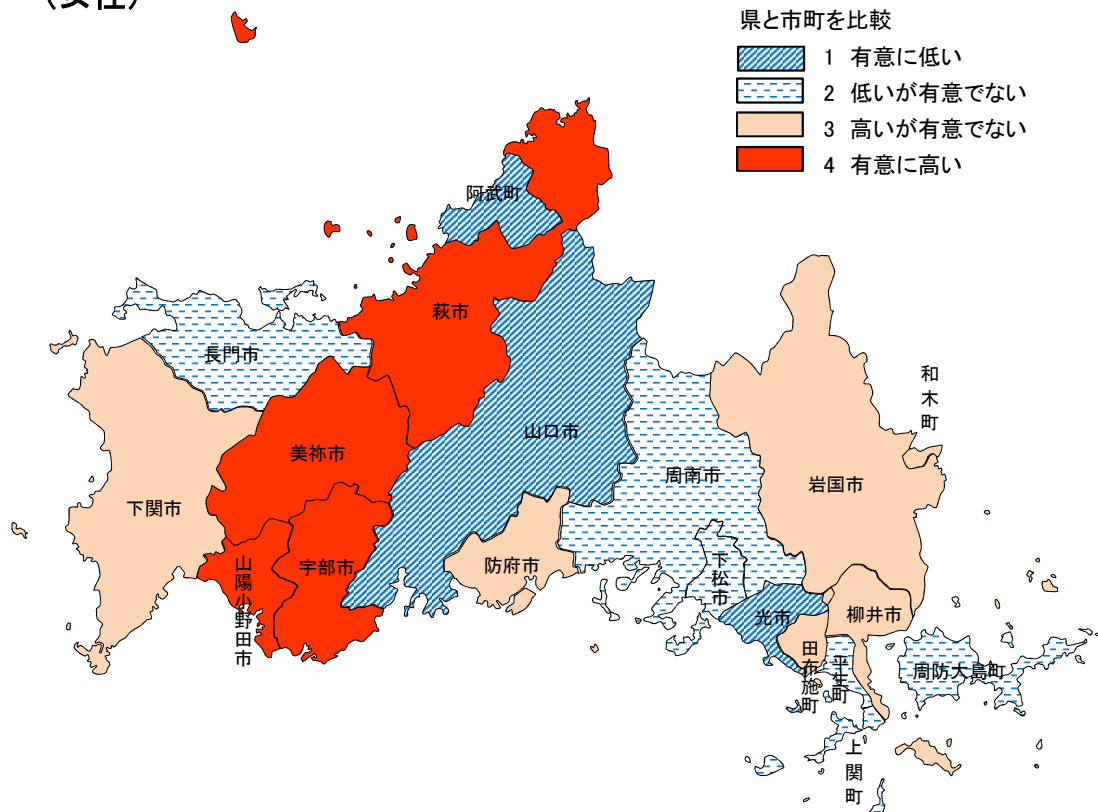 (女性)
県と市町を比較
1 有意に低い
2 低いが有意でない
3 高いが有意でない
4 有意に高い
阿武町
萩市
長門市
和木町
山口市
美祢市
周南市
岩国市
下関市
山陽小野田市
宇部市
防府市
下松市
光市
柳井市
田布施町
平生町
周防大島町
上関町